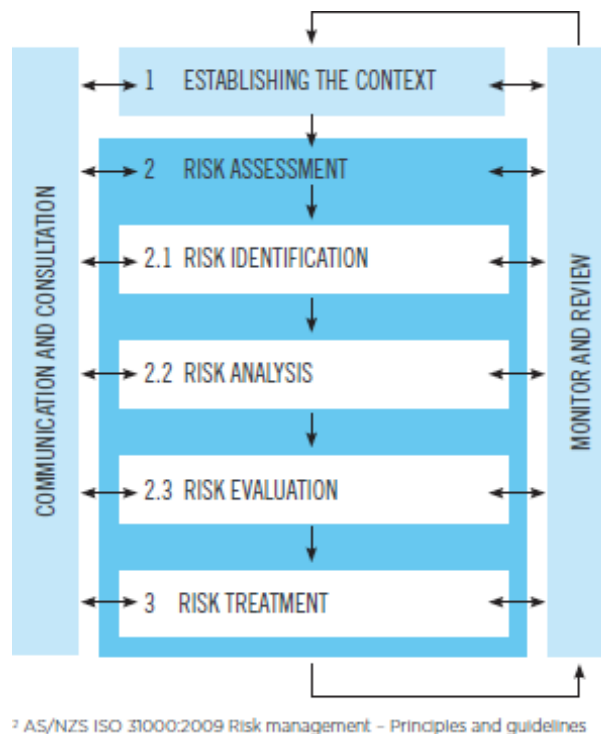 1 ESTABLISHING THE CONTEXT
2 RISK ASSESSMENT
2.1 RISK IDENTIFICATION
2.2 RISK ANALYSIS
2.3 RISK EVALUATION
3 RISK TREATMENT
COMMUNICATION AND CONSULTATION
MONITOR AND REVIEW
² AS/NZS ISO 31000:2009 Risk management – Principles and guidelines